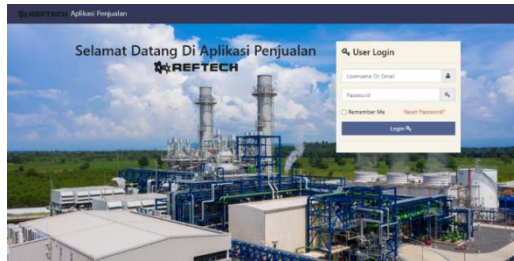 REFTECH Aplikasi Penjualan
Selamat Datang Di Aplikasi Penjualan
REFTECH
User Login
Username Or Email
Password
Remember Me Reset Password?
Login